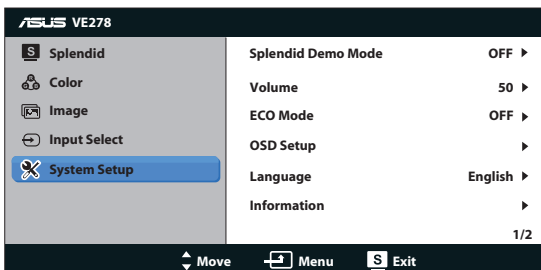 ASUS VE278
S Splendid
Color
Image
Input Select
System Setup
Splendid Demo Mode OFF
Volume 50
ECO Mode OFF
OSD Setup
Language English
Information
1/2
Move Menu S Exit